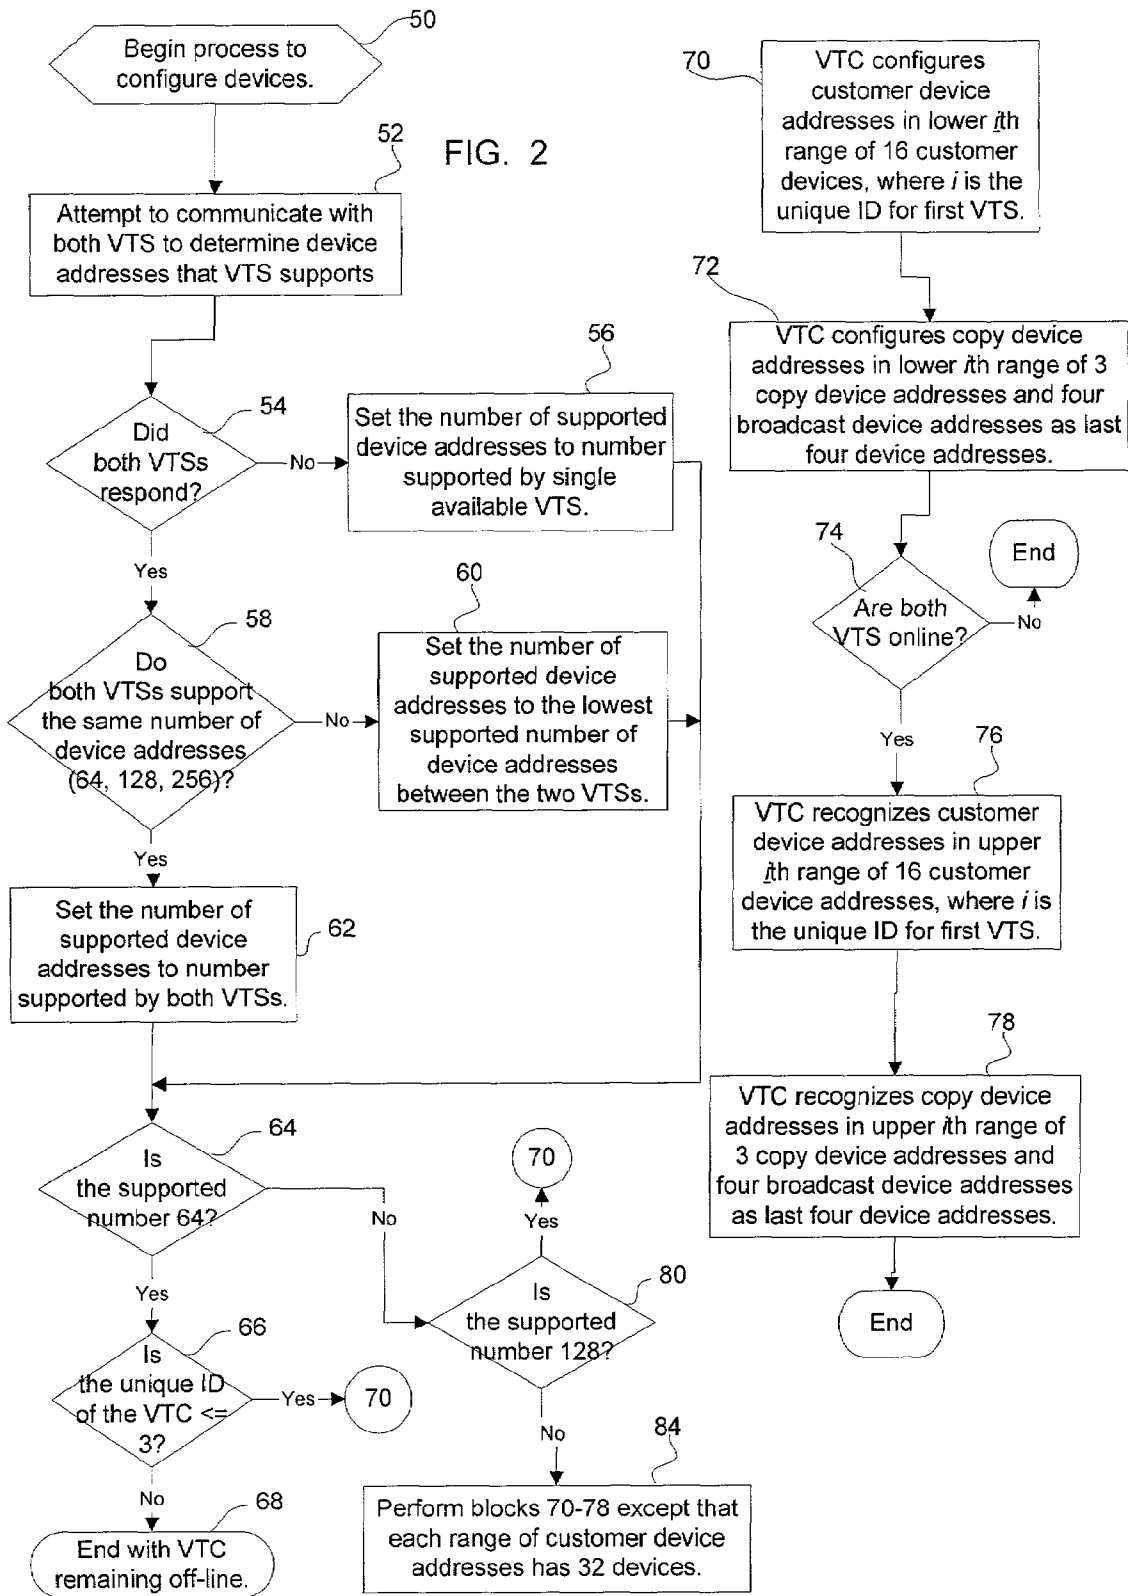 50
Begin process to
configure devices.
FIG. 2
52
Attempt to communicate with
both VTS to determine device
addresses that VTS supports
54
Did
both VTSs
respond?
No
56
Set the number of supported
device addresses to number
supported by single
available VTS.
Yes
58
Do
both VTSs support
the same number of
device addresses
(64, 128, 256)?
No
60
Set the number of
supported device
addresses to the lowest
supported number of
device addresses
between the two VTSs.
Yes
62
Set the number of
supported device
addresses to number
supported by both VTSs.
64
Is
the supported
number 64?
No
Yes
66
Is
the unique ID
of the VTC <=
3?
Yes
70
No
68
End with VTC
remaining off-line.
70
Yes
80
Is
the supported
number 128?
No
84
Perform blocks 70-78 except that
each range of customer device
addresses has 32 devices.
70
VTC configures
customer device
addresses in lower ith
range of 16 customer
devices, where i is the
unique ID for first VTS.
72
VTC configures copy device
addresses in lower ith range of 3
copy device addresses and four
broadcast device addresses as last
four device addresses.
74
Are both
VTS online?
No
End
Yes
76
VTC recognizes customer
device addresses in upper
ith range of 16 customer
device addresses, where i is
the unique ID for first VTS.
78
VTC recognizes copy device
addresses in upper ith range of
3 copy device addresses and
four broadcast device addresses
as last four device addresses.
End